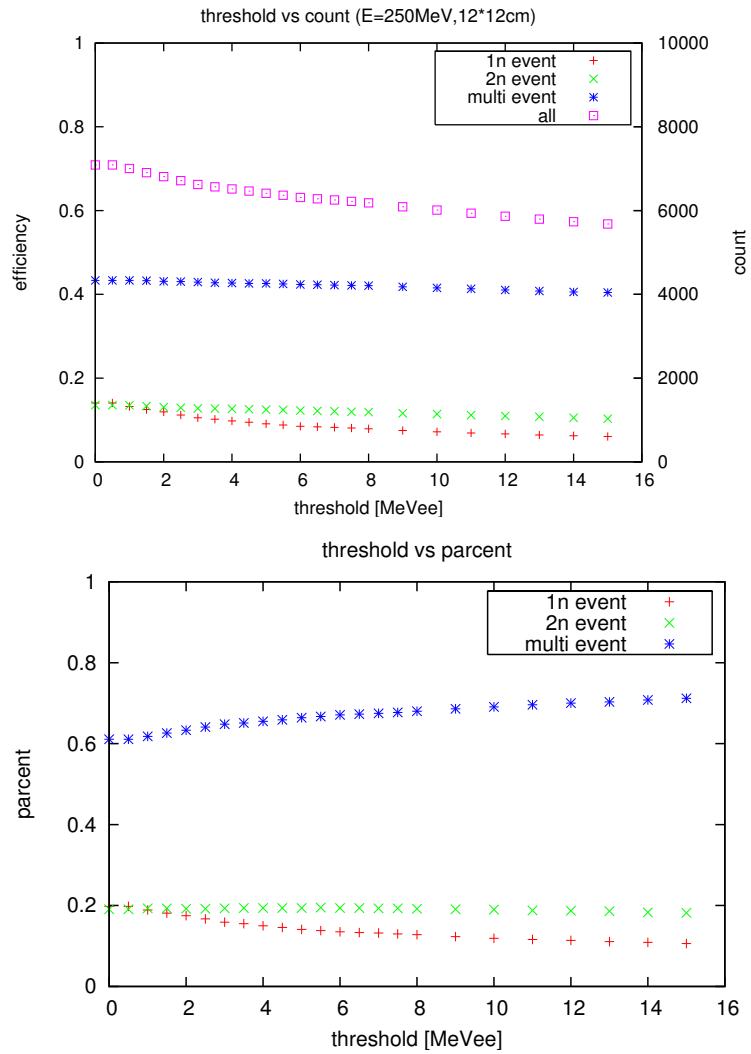 threshold vs count (E=250MeV,12*12cm)
1 10000
1n event
2n event
multi event
all
0.8 8000
0.6 6000
efficiency
count
0.4 4000
0.2 2000
0 0
0 2 4 6 8 10 12 14 16
threshold [MeVee]
threshold vs parcent
1
1n event
2n event
multi event
0.8
0.6
parcent
0.4
0.2
0
0 2 4 6 8 10 12 14 16
threshold [MeVee]